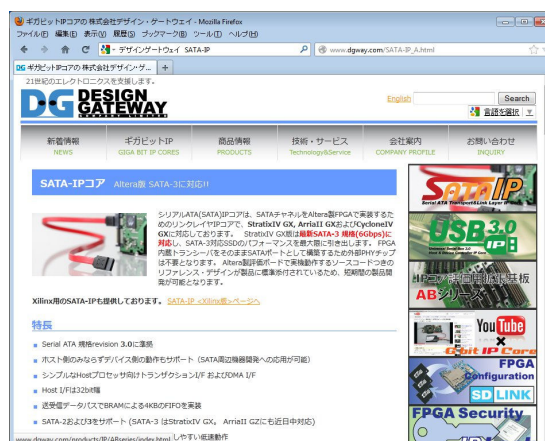 ギガビットIPコアの 株式会社デザイン・ゲートウェイ - Mozilla Firefox
ファイル(F) 編集(E) 表示(V) 履歴(S) ブックマーク(B) ツール(T) ヘルプ(H)
デザインゲートウェイ SATA-IP
www.dgway.com/SATA-IP_A.html
DG ギガビットIPコアの 株式会社デザイン・ゲ...
21世紀のエレクトロニクスを支援します。
DG DESIGN GATEWAY
COMPANY LIMITED
English
Search
言語を選択
新着情報 ギガビットIP 商品情報 技術・サービス 会社案内 お問い合わせ
NEWS GIGA BIT IP CORES PRODUCTS Technology&Service COMPANY PROFILE INQUIRY
SATA-IPコア Altera版 SATA-3に対応!!
シリアルATA(SATA)IPコアは、SATAチャネルをAltera製FPGAで実装するた
めのリンクレイヤIPコアで、StratixIV GX, ArriaII GXおよびCycloneIV
GXに対応しております。 StratixIV GX版は最新SATA-3 規格(6Gbps)に
対応し、SATA-3対応SSDのパフォーマンスを最大限に引き出します。 FPGA
内蔵トランシーバをそのままSATAポートとして構築するため外部PHYチップ
は不要となります。 Altera製評価ボードで実機動作するソースコードつきの
リファレンス・デザインが製品に標準添付されているため、短期間の製品開
発が可能となります。
Xilinx用のSATA-IPも提供しております。 SATA-IP <Xilinx版>ページへ
特長
Serial ATA 規格revision 3.0に準拠
ホスト側のみならずデバイス側の動作もサポート（SATA周辺機器開発への応用が可能）
シンプルなHostプロセッサ向けトランザクションI/F およびDMA I/F
Host I/Fは32bit幅
送受信データパスでBRAMによる4KBのFIFOを実装
SATA-2および3をサポート（SATA-3 はStratixIV GX。 ArriaII GZにも近日中対応）
しやすい低速動作
www.dgway.com/products/IP/ABseries/index.html
SATA IP
Serial ATA Transport&Link Layer IP
USB3.0
IP
IPコア評価用拡張基板
ABシリーズ
YouTube
G-bit IP Core
FPGA
Configuration
SD LINK
FPGA Security